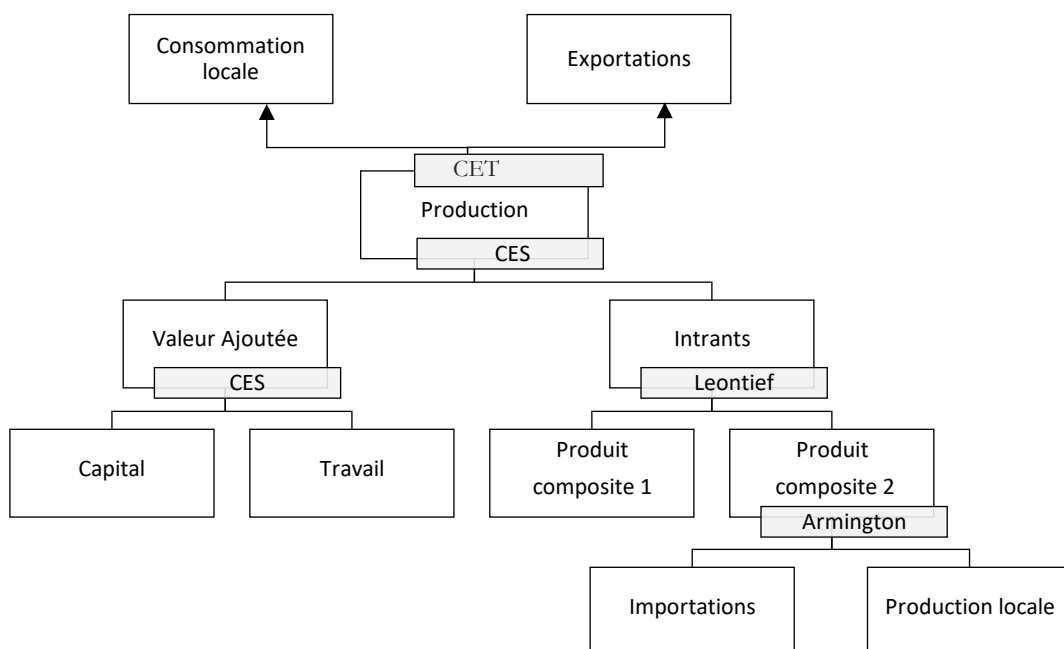 Consommation
locale
Exportations
CET
Production
CES
Valeur Ajoutée
Intrants
CES
Leontief
Capital
Travail
Produit
composite 1
Produit
composite 2
Armington
Importations
Production locale